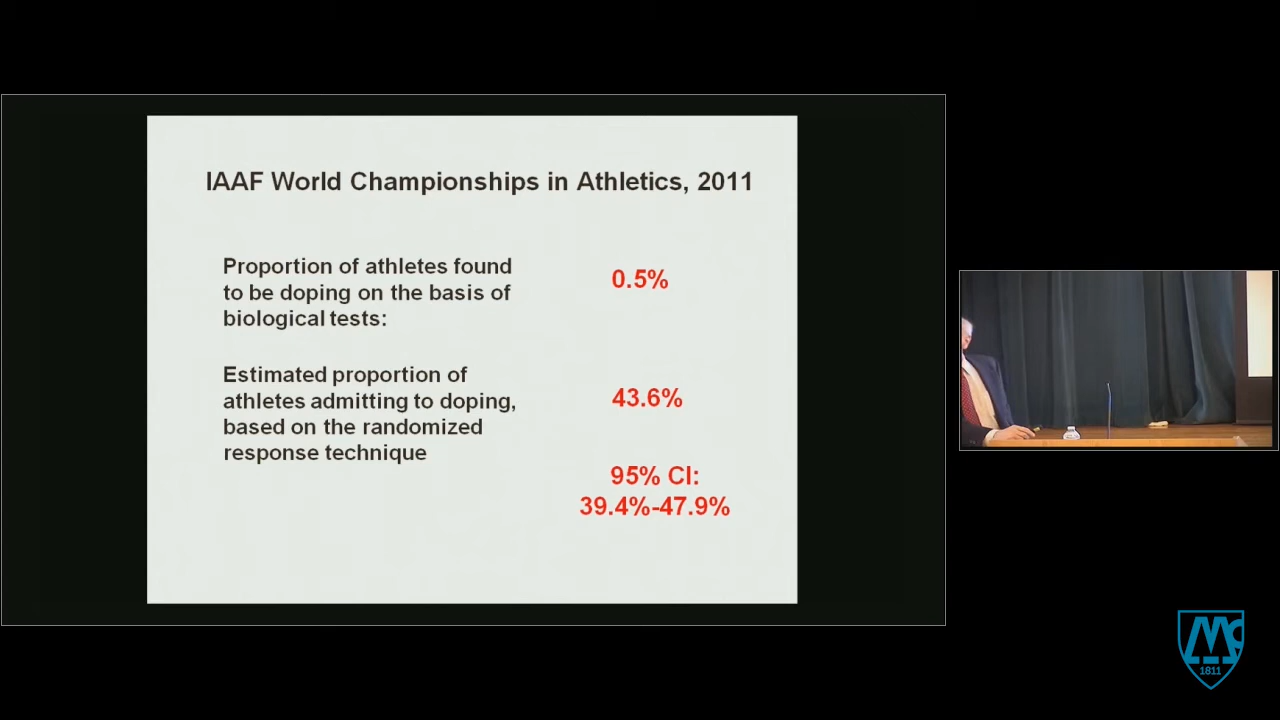 IAAF World Championships in Athletics, 2011
Proportion of athletes found
to be doping on the basis of
biological tests:
0.5%
Estimated proportion of
athletes admitting to doping,
based on the randomized
response technique
43.6%
95% CI:
39.4%-47.9%
1811